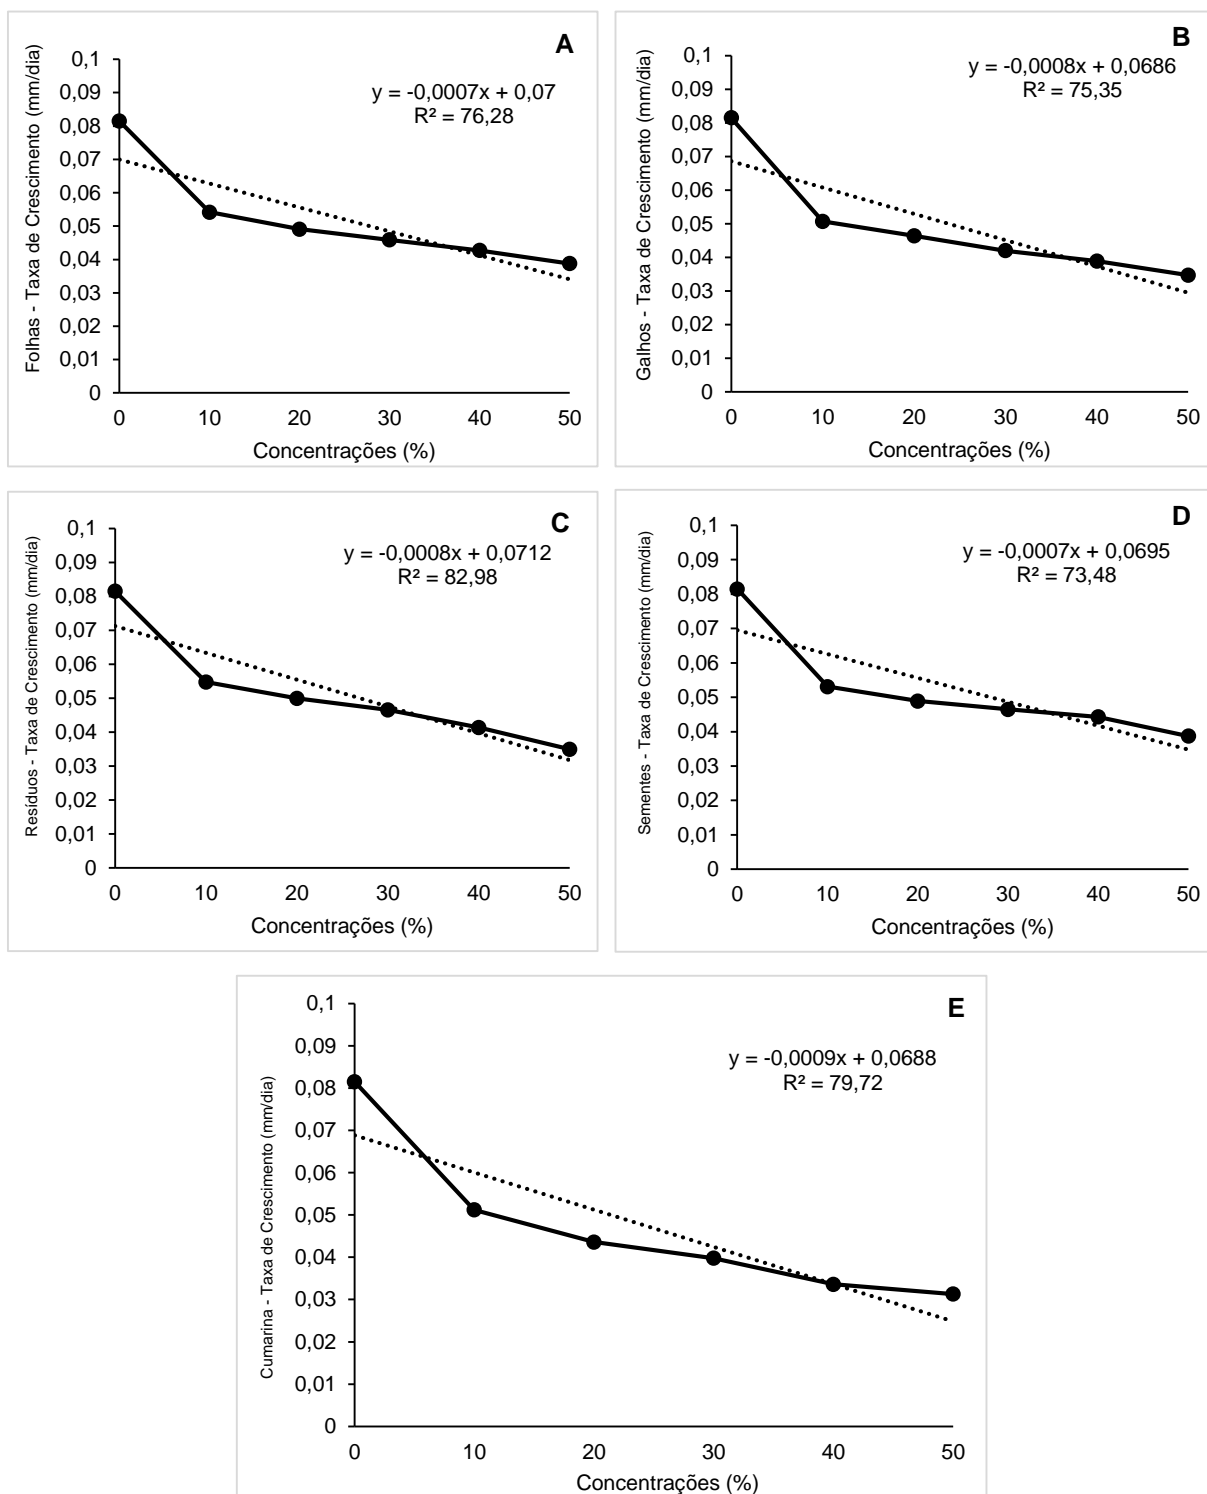 A
Folhas - Taxa de Crescimento (mm/dia)
y = -0,0007x + 0,07
R² = 76,28
0,1
0,09
0,08
0,07
0,06
0,05
0,04
0,03
0,02
0,01
0
0 10 20 30 40 50
Concentrações (%)
B
Galhos - Taxa de Crescimento (mm/dia)
y = -0,0008x + 0,0686
R² = 75,35
0,1
0,09
0,08
0,07
0,06
0,05
0,04
0,03
0,02
0,01
0
0 10 20 30 40 50
Concentrações (%)
C
Resíduos - Taxa de Crescimento (mm/dia)
y = -0,0008x + 0,0712
R² = 82,98
0,1
0,09
0,08
0,07
0,06
0,05
0,04
0,03
0,02
0,01
0
0 10 20 30 40 50
Concentrações (%)
D
Sementes - Taxa de Crescimento (mm/dia)
y = -0,0007x + 0,0695
R² = 73,48
0,1
0,09
0,08
0,07
0,06
0,05
0,04
0,03
0,02
0,01
0
0 10 20 30 40 50
Concentrações (%)
E
Cumarina - Taxa de Crescimento (mm/dia)
y = -0,0009x + 0,0688
R² = 79,72
0,1
0,09
0,08
0,07
0,06
0,05
0,04
0,03
0,02
0,01
0
0 10 20 30 40 50
Concentrações (%)